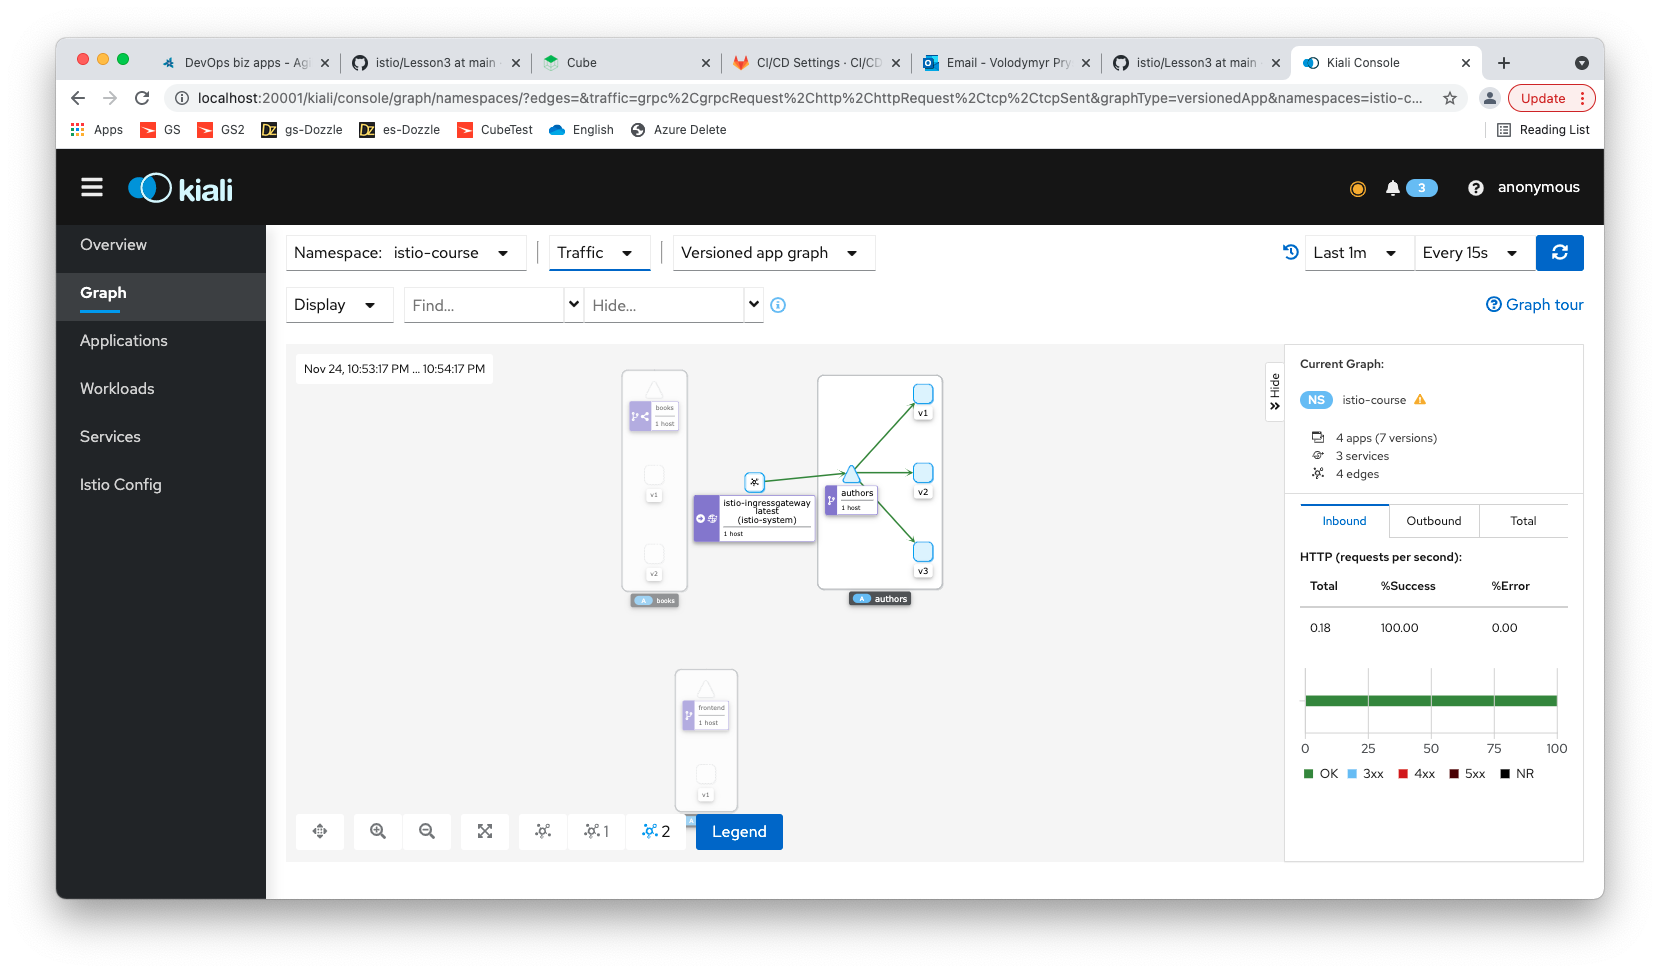 DevOps biz apps - Agi
istio/Lesson3 at main
Cube
CI/CD Settings · CI/CD
Email - Volodymyr Pry
istio/Lesson3 at main
Kiali Console
localhost:20001/kiali/console/graph/namespaces/?edges=&traffic=grpc%2CgrpcRequest%2Chttp%2ChttpRequest%2Ctcp%2CtcpSent&graphType=versionedApp&namespaces=istio-c...
Update
Apps
GS
GS2
gs-Dozzle
es-Dozzle
CubeTest
English
Azure Delete
Reading List
kiali
3
anonymous
Overview
Graph
Applications
Workloads
Services
Istio Config
Namespace: istio-course
Traffic
Versioned app graph
Last 1m
Every 15s
Display
Find...
Hide...
Graph tour
Nov 24, 10:53:17 PM ... 10:54:17 PM
books
1 host
v1
v2
A books
istio-ingressgateway
latest
(istio-system)
1 host
authors
1 host
v1
v2
v3
A authors
frontend
1 host
v1
A
1
2
Legend
Hide
Current Graph:
NS istio-course
4 apps (7 versions)
3 services
4 edges
Inbound
Outbound
Total
HTTP (requests per second):
Total %Success %Error
0.18 100.00 0.00
0 25 50 75 100
OK 3xx 4xx 5xx NR